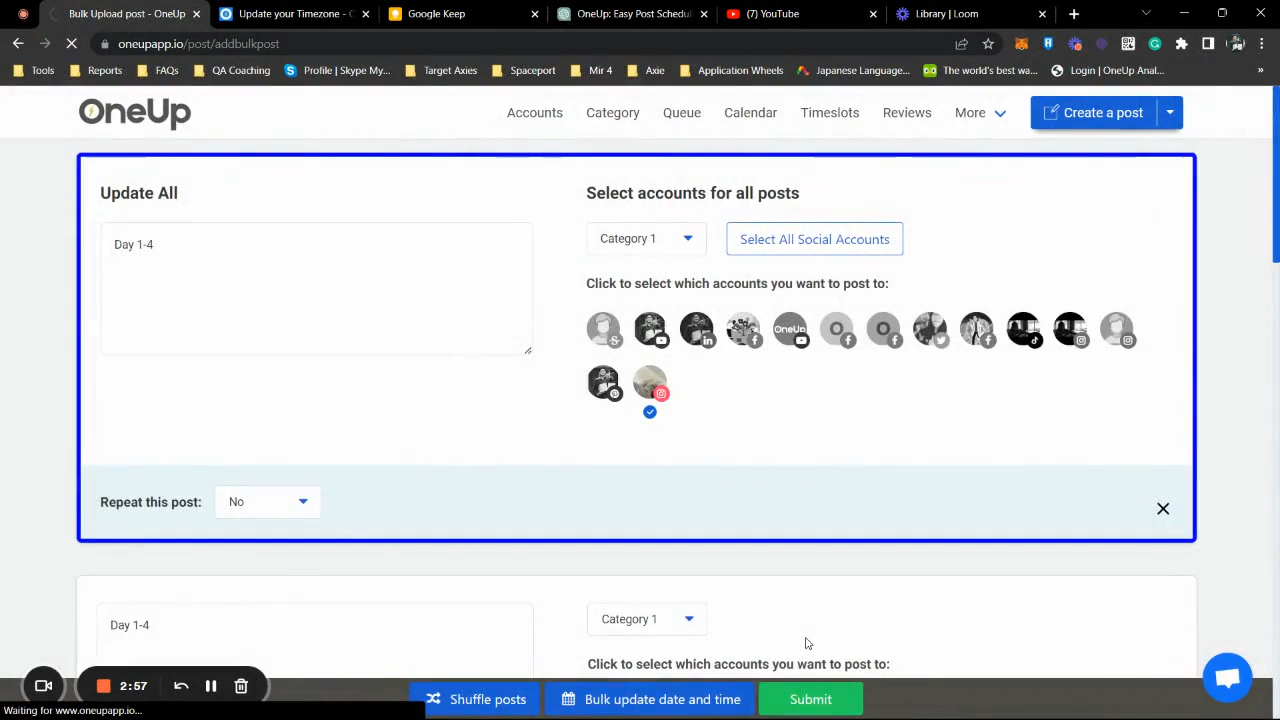 Bulk Upload post - OneUp
Update your Timezone - C
Google Keep
OneUp: Easy Post Schedul
(7) YouTube
Library | Loom
oneupapp.io/post/addbulkpost
Tools
Reports
FAQs
QA Coaching
Profile | Skype My...
Target Axies
Spaceport
Mir 4
Axie
Application Wheels
Japanese Language...
The world's best wa...
Login | OneUp Anal...
»
OneUp
Accounts
Category
Queue
Calendar
Timeslots
Reviews
More
Create a post
Update All
Select accounts for all posts
Day 1-4
Category 1
Select All Social Accounts
Click to select which accounts you want to post to:
OneUp
O
O
Repeat this post:
No
Day 1-4
Category 1
Click to select which accounts you want to post to:
2:57
Shuffle posts
Bulk update date and time
Submit
Waiting for www.oneupapp.io...